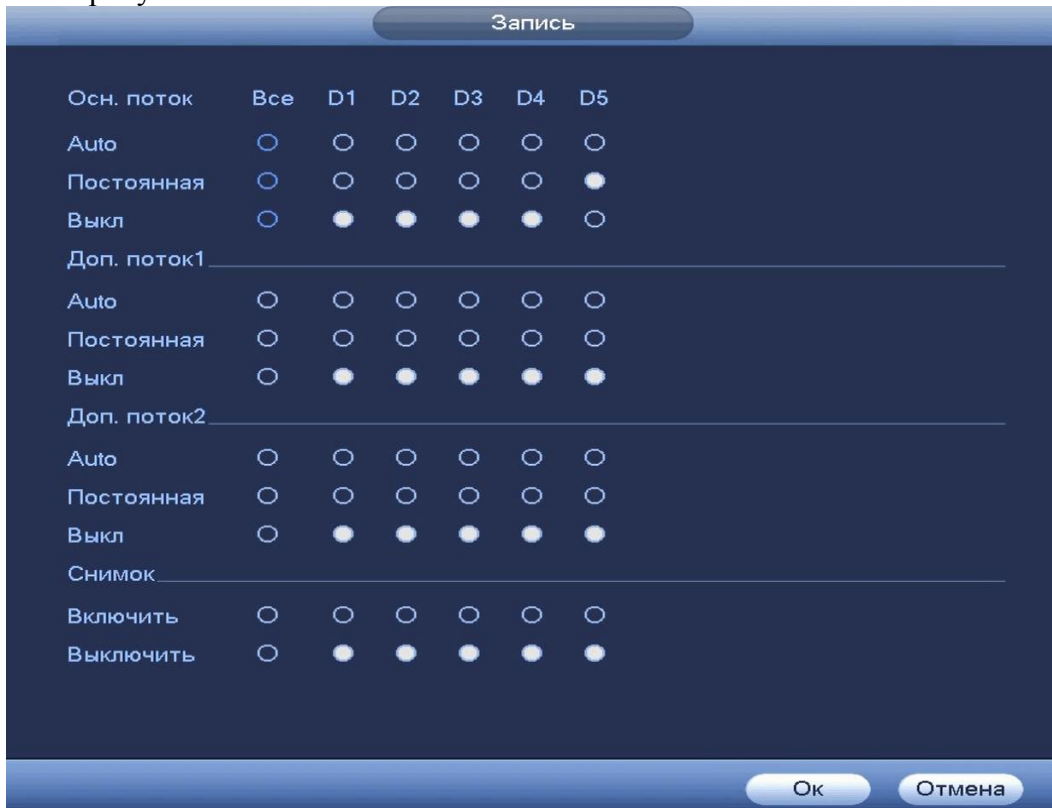 Запись
Осн. поток Все D1 D2 D3 D4 D5
Auto
Постоянная
Выкл
Доп. поток1
Auto
Постоянная
Выкл
Доп. поток2
Auto
Постоянная
Выкл
Снимок
Включить
Выключить
Ок Отмена